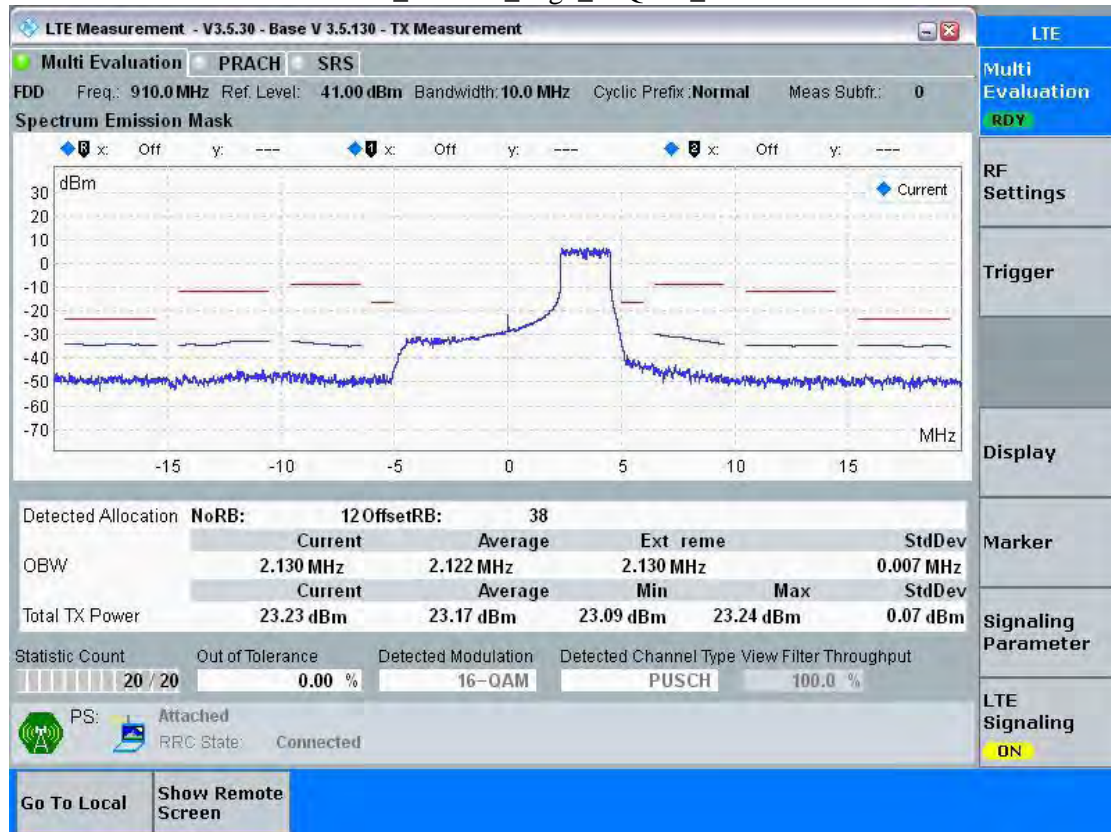 LTE Measurement - V3.5.30 - Base V 3.5.130 - TX Measurement
LTE
Multi Evaluation PRACH SRS
Multi Evaluation
RDY
FDD Freq.: 910.0 MHz Ref. Level: 41.00 dBm Bandwidth: 10.0 MHz Cyclic Prefix : Normal Meas Subfr.: 0
Spectrum Emission Mask
R x: Off y: --- 1 x: Off y: --- 2 x: Off y: ---
dBm
Current
30
20
10
0
-10
-20
-30
-40
-50
-60
-70
MHz
-15 -10 -5 0 5 10 15
RF Settings
Trigger
Display
Marker
Signaling Parameter
LTE Signaling
ON
Detected Allocation NoRB: 12 OffsetRB: 38
Current Average Ext reme StdDev
OBW 2.130 MHz 2.122 MHz 2.130 MHz 0.007 MHz
Current Average Min Max StdDev
Total TX Power 23.23 dBm 23.17 dBm 23.09 dBm 23.24 dBm 0.07 dBm
Statistic Count Out of Tolerance Detected Modulation Detected Channel Type View Filter Throughput
20 / 20 0.00 % 16-QAM PUSCH 100.0 %
PS: Attached
RRC State: Connected
Go To Local
Show Remote Screen